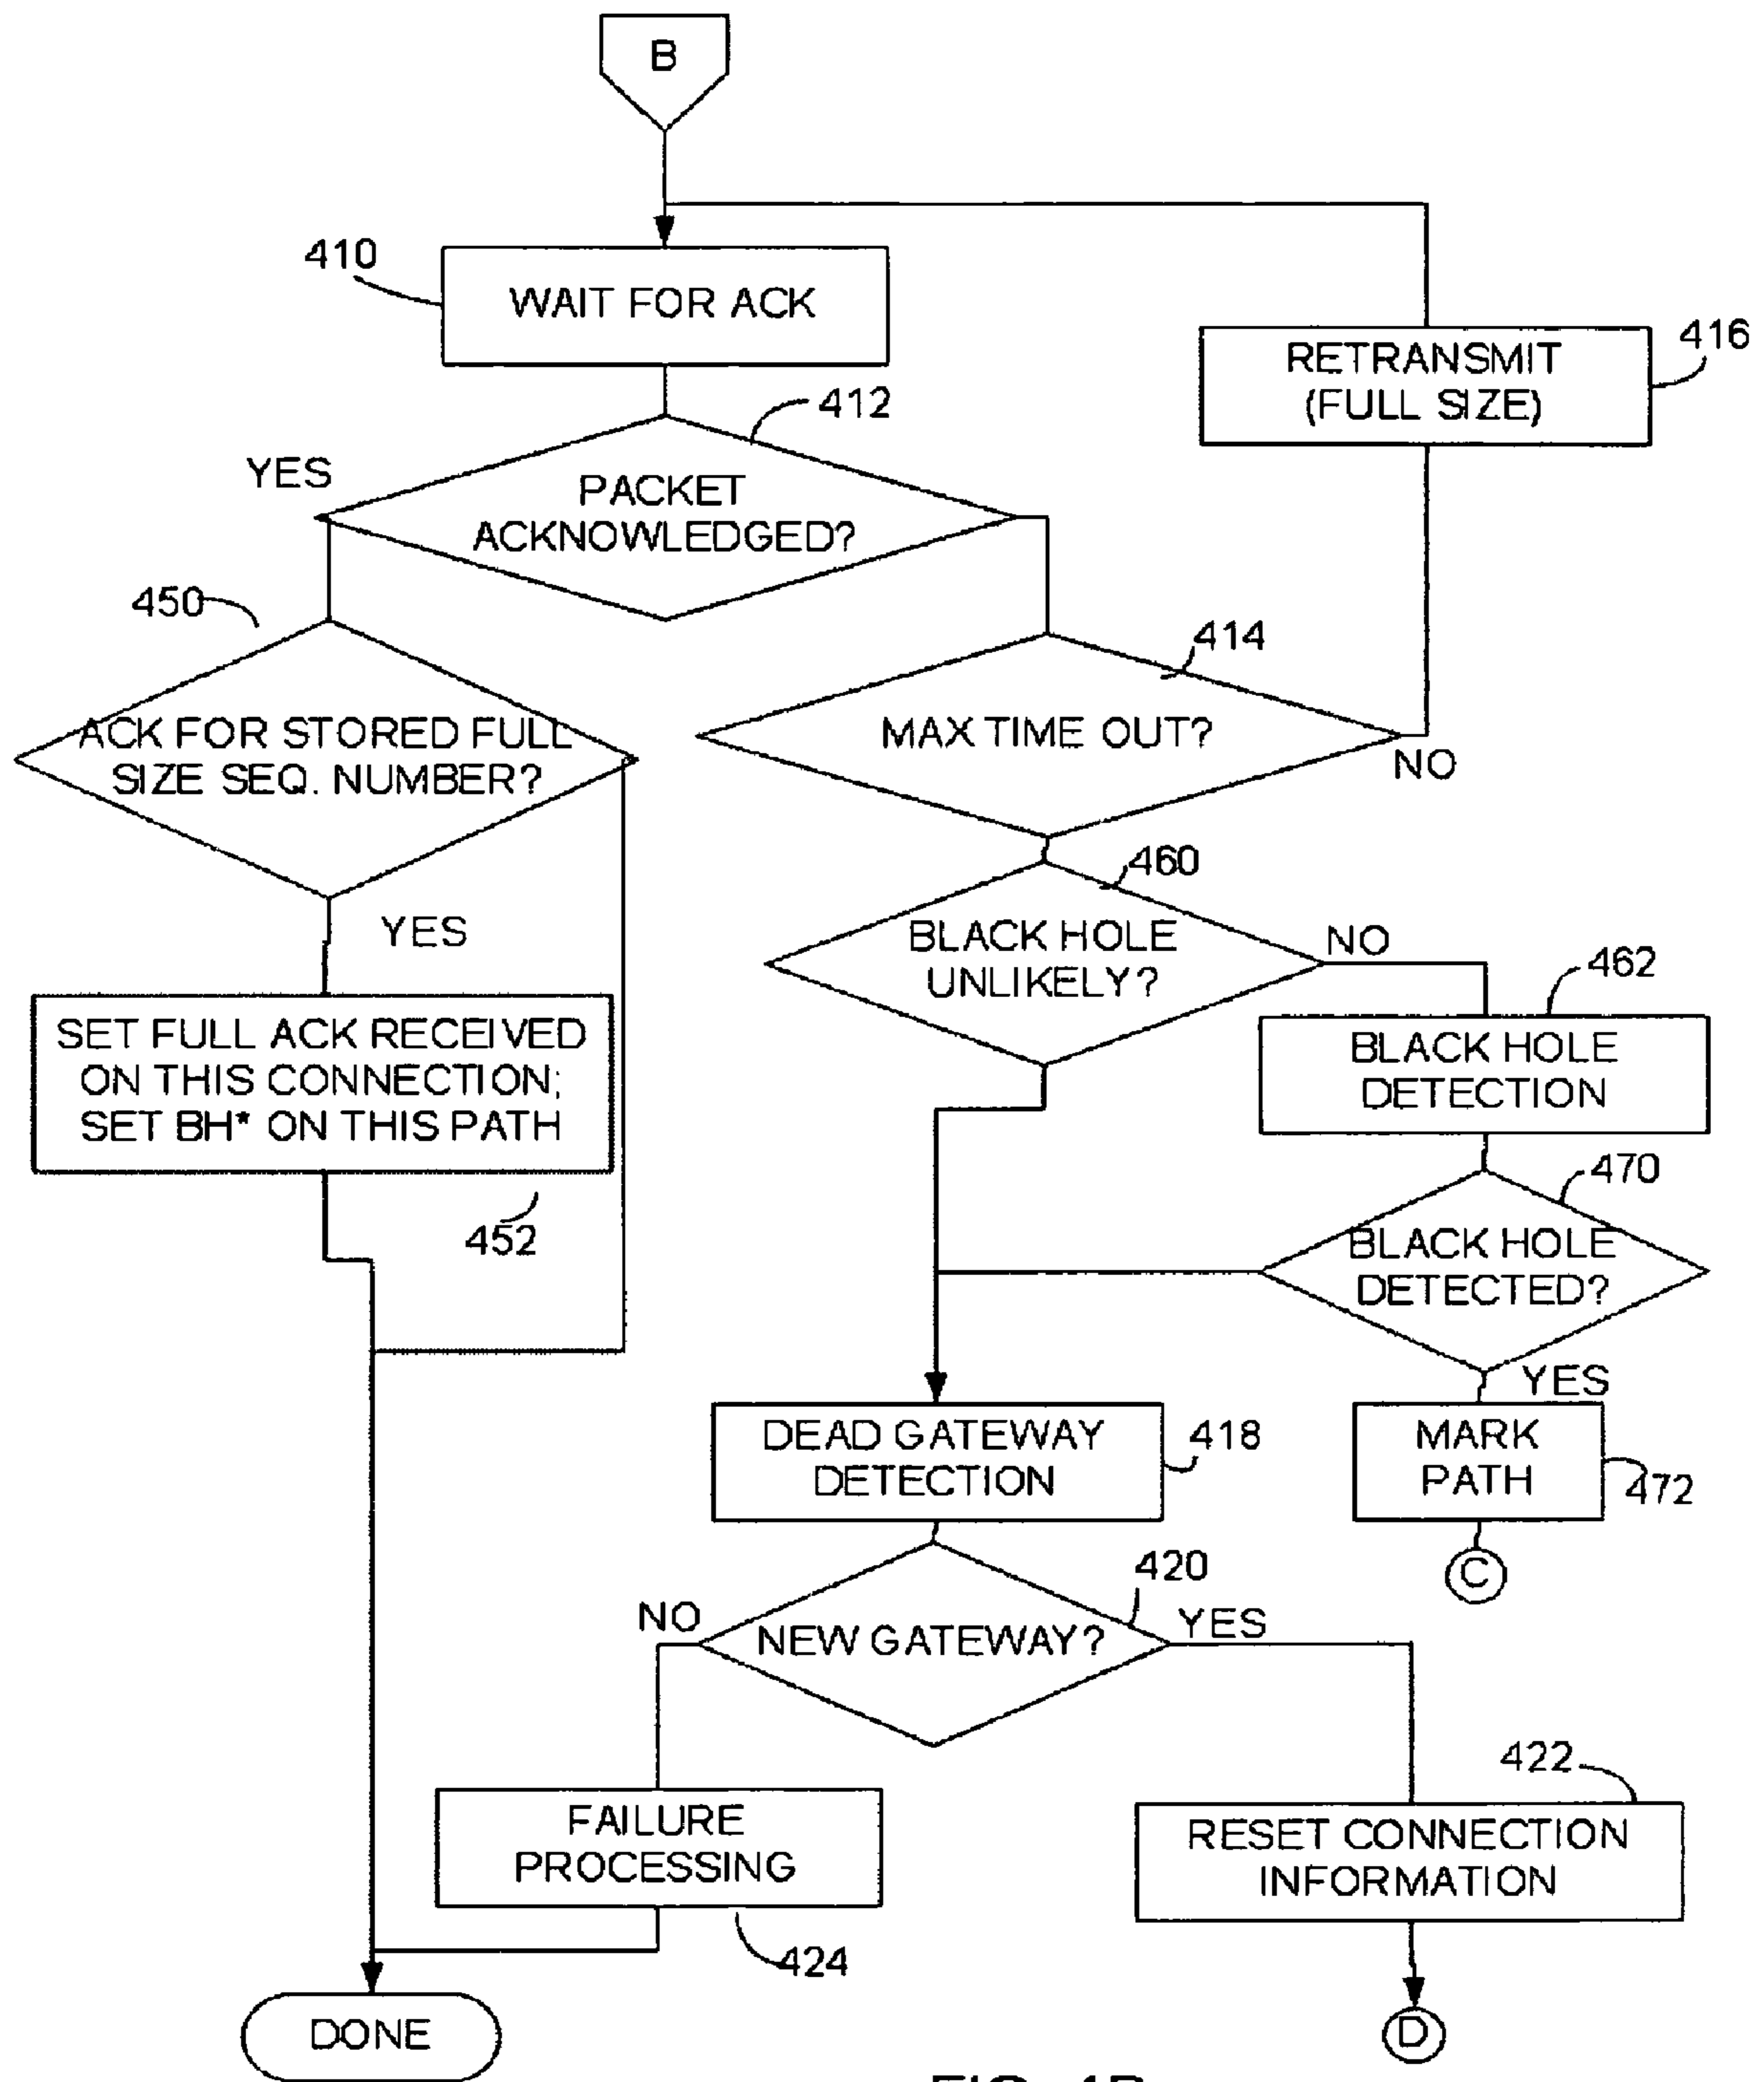 B
410
WAIT FOR ACK
RETRANSMIT
(FULL SIZE)
416
412
YES
PACKET
ACKNOWLEDGED?
450
414
ACK FOR STORED FULL
SIZE SEQ. NUMBER?
MAX TIME OUT?
NO
460
YES
BLACK HOLE
UNLIKELY?
NO
462
SET FULL ACK RECEIVED
ON THIS CONNECTION;
SET BH* ON THIS PATH
BLACK HOLE
DETECTION
452
470
BLACK HOLE
DETECTED?
YES
DEAD GATEWAY
DETECTION
418
MARK
PATH
472
C
420
NO
NEW GATEWAY?
YES
422
FAILURE
PROCESSING
RESET CONNECTION
INFORMATION
424
DONE
D